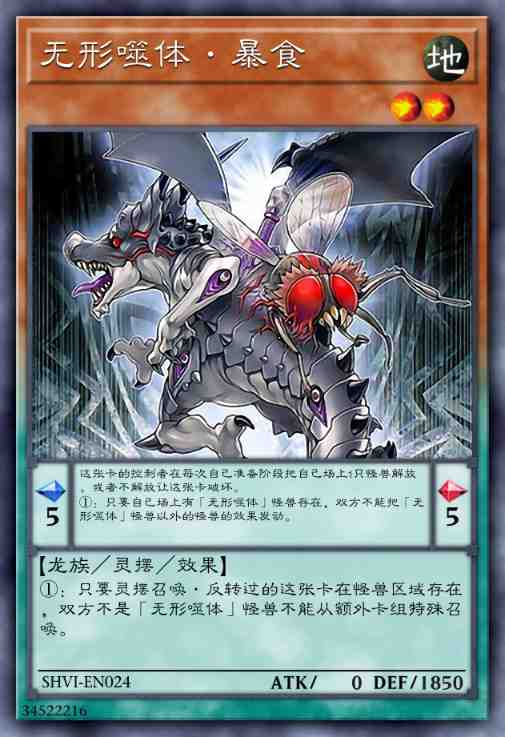 无形噬体·暴食
地
这张卡的控制者在每次自己准备阶段把自己场上1只怪兽解放
，或者不解放让这张卡破坏。
①：只要自己场上有「无形噬体」怪兽存在，双方不能把「无
形噬体」怪兽以外的怪兽的效果发动。
5
5
【龙族／灵摆／效果】
①：只要灵摆召唤·反转过的这张卡在怪兽区域存在
，双方不是「无形噬体」怪兽不能从额外卡组特殊召
唤。
SHVI-EN024 ATK/ 0 DEF/1850
34522216